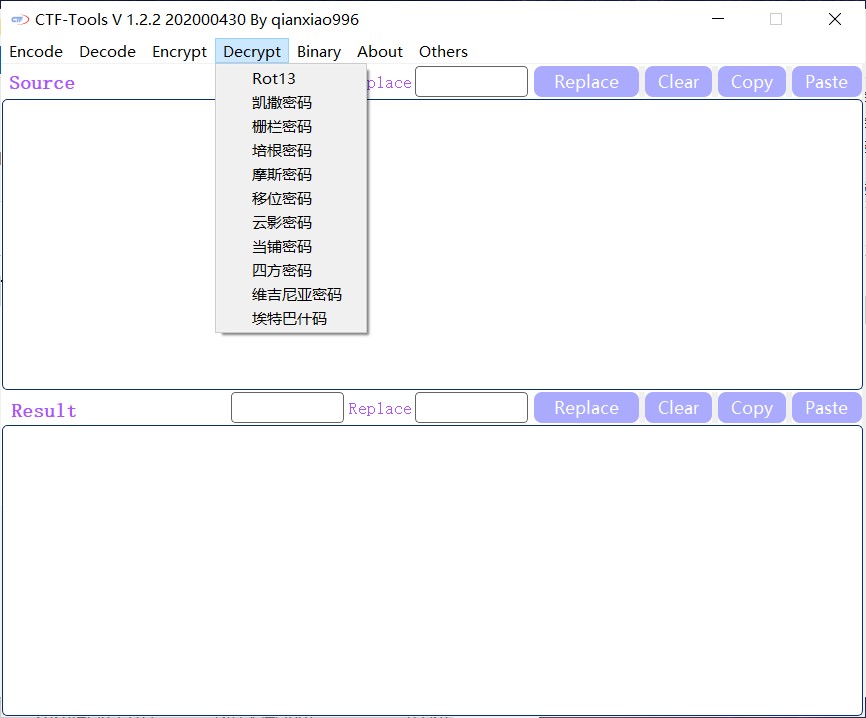 CTF-Tools V 1.2.2 202000430 By qianxiao996
Encode Decode Encrypt Decrypt Binary About Others
Source place Replace Clear Copy Paste
Rot13
凯撒密码
栅栏密码
培根密码
摩斯密码
移位密码
云影密码
当铺密码
四方密码
维吉尼亚密码
埃特巴什码
Result Replace Replace Clear Copy Paste